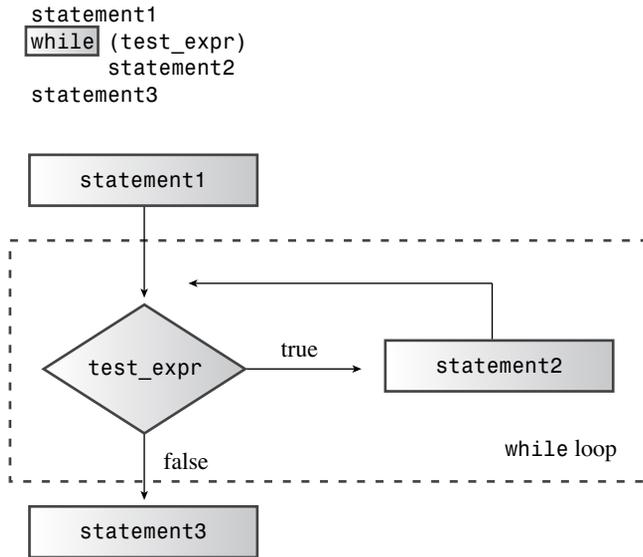 statement1
while (test_expr)
statement2
statement3
statement1
test_expr
true
statement2
while loop
false
statement3